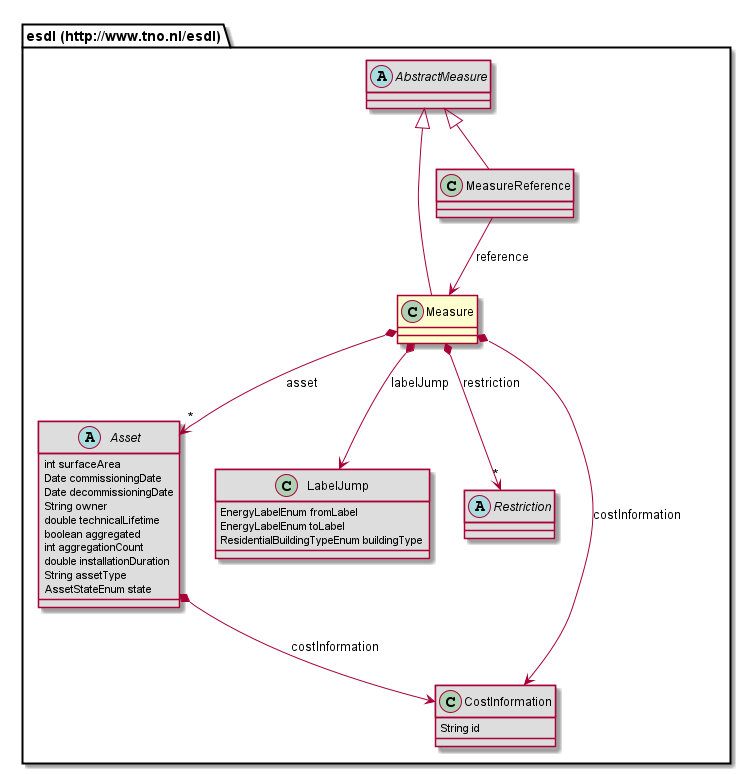 esdl (http://www.tno.nl/esdl)
A AbstractMeasure
C MeasureReference
reference
C Measure
asset
labelJump
restriction
*
A Asset
int surfaceArea
Date commissioningDate
Date decommissioningDate
String owner
double technicalLifetime
boolean aggregated
int aggregationCount
double installationDuration
String assetType
AssetStateEnum state
C LabelJump
EnergyLabelEnum fromLabel
EnergyLabelEnum toLabel
ResidentialBuildingTypeEnum buildingType
*
A Restriction
costInformation
costInformation
C CostInformation
String id